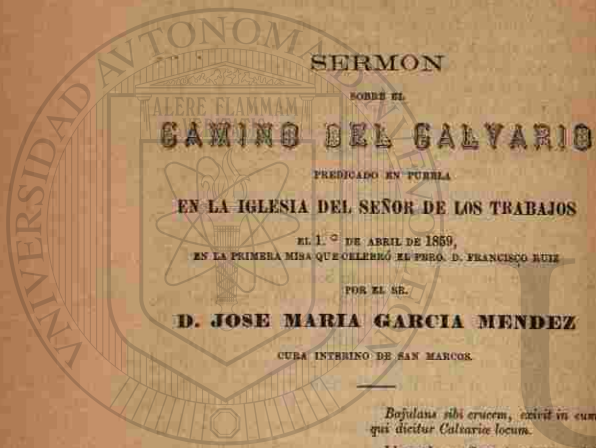 SERMON
SOBRE EL
CAMINO DEL CALVARIO
PREDICADO EN PUEBLA
EN LA IGLESIA DEL SEÑOR DE LOS TRABAJOS
EL 1.º DE ABRIL DE 1859,
EN LA PRIMERA MISA QUE CELEBRÓ EL PBRO. D. FRANCISCO RUIZ
POR EL SR.
D. JOSE MARIA GARCIA MENDEZ
CURA INTERINO DE SAN MARCOS.
Bajulans sibi crucem, exivit in eum
qui dicitur Calvariæ locum.
ALERE FLAMMAM